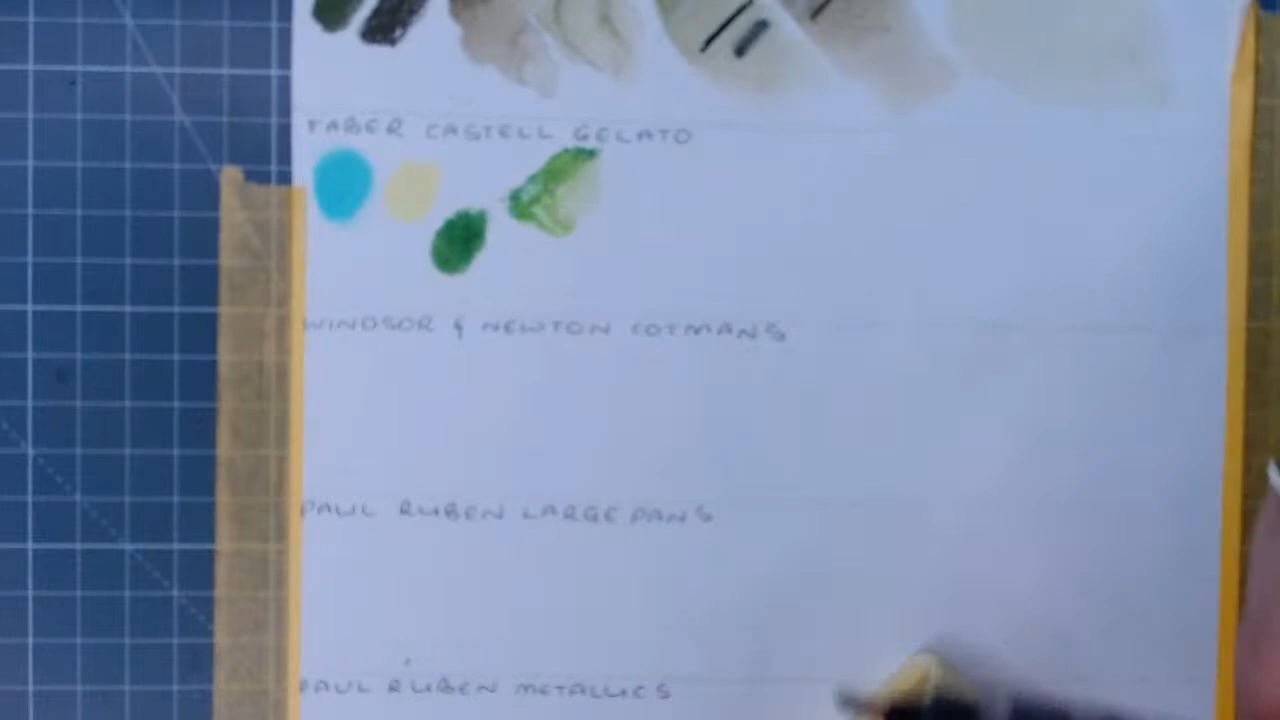 FABER CASTELL GELATO
WINDSOR & NEWTON COTMANS
PAUL RUBEN LARGE PANS
PAUL RUBEN METALLICS